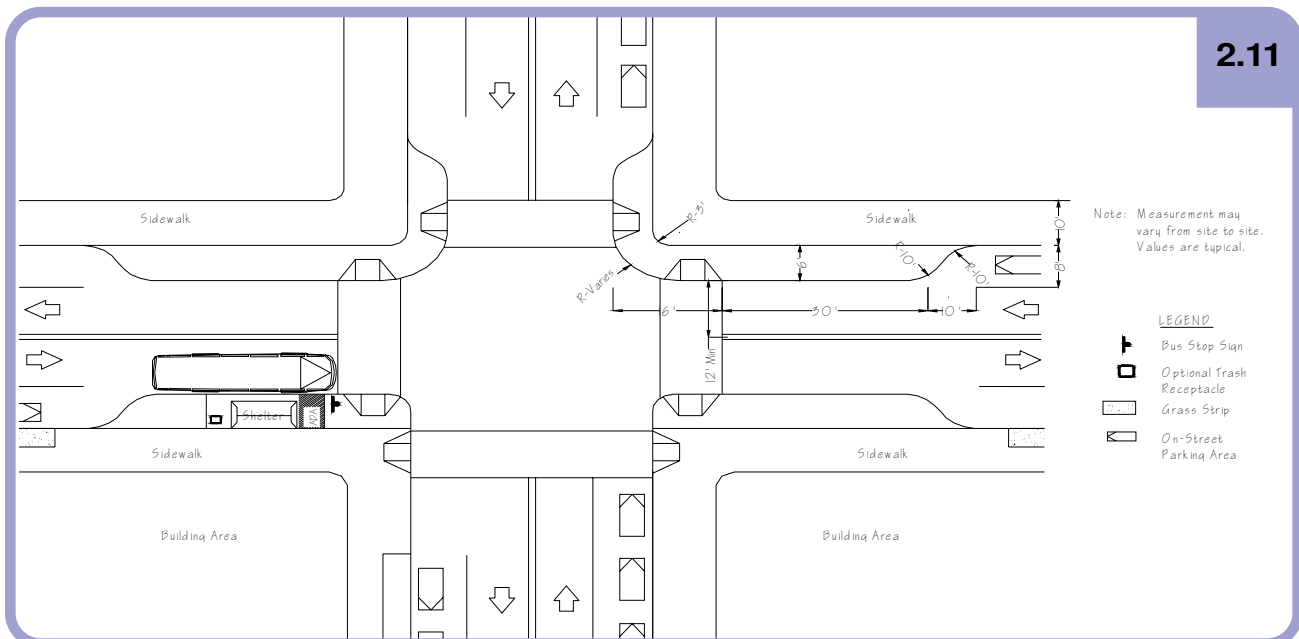 2.11
Sidewalk
Sidewalk
R-3'
10'
Note: Measurement may
vary from site to site.
Values are typical.
R-10'
R-10'
6'
8'
R-Varies
16'
30'
10'
12' Min
LEGEND
Bus Stop Sign
Optional Trash
Receptacle
Grass Strip
On-Street
Parking Area
Shelter
ADA
Sidewalk
Sidewalk
Building Area
Building Area